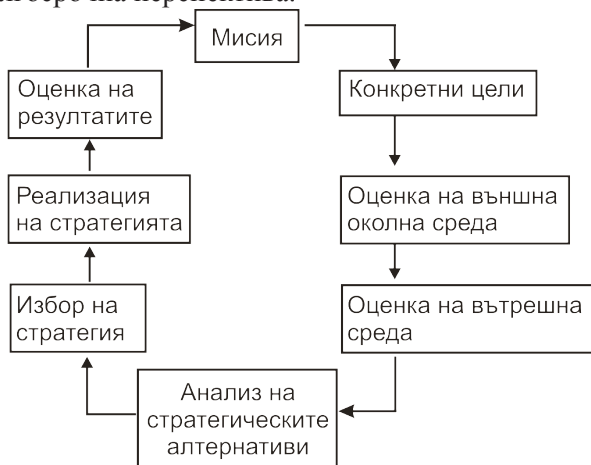 перспектива.
Мисия
Конкретни цели
Оценка на външна
околна среда
Оценка на вътрешна
среда
Анализ на
стратегическите
алтернативи
Избор на
стратегия
Реализация
на стратегията
Оценка на
резултатите